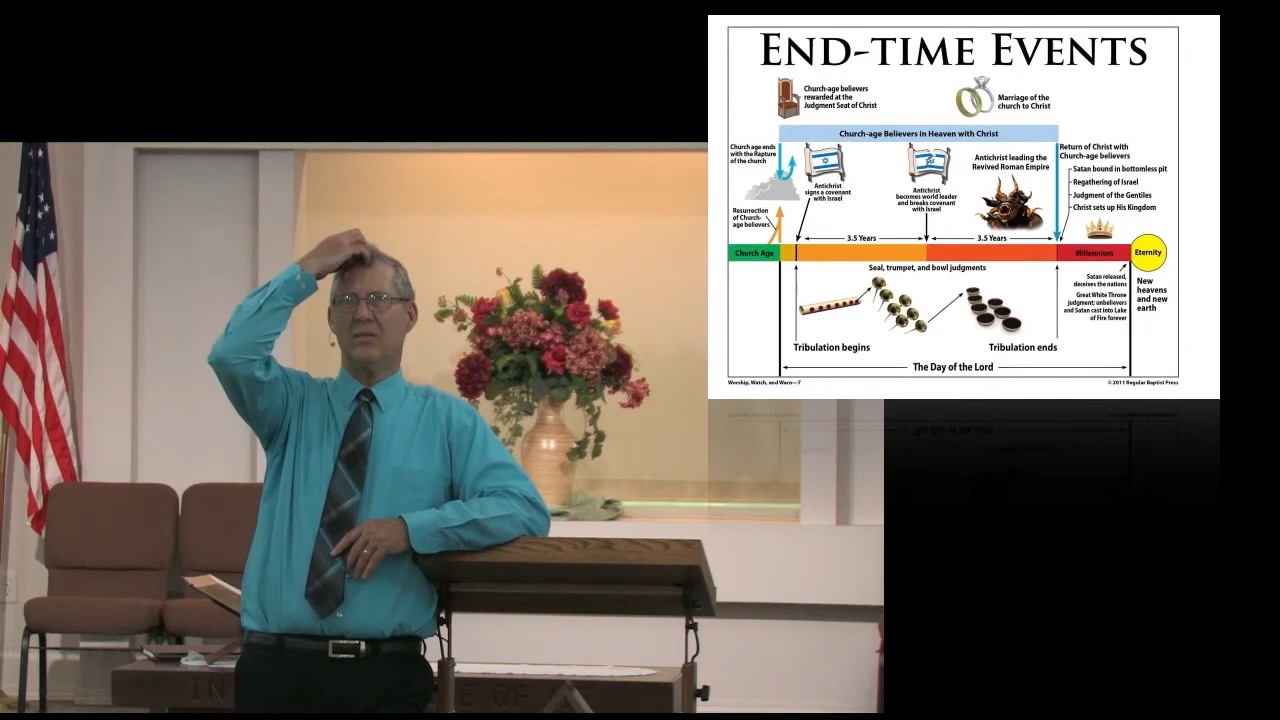 END-TIME EVENTS
Church-age believers
rewarded at the
Judgment Seat of Christ
Marriage of the
church to Christ
Church-age Believers in Heaven with Christ
Church age ends
with the Rapture
of the church
Antichrist
signs a covenant
with Israel
Antichrist
becomes world leader
and breaks covenant
with Israel
Antichrist leading the
Revived Roman Empire
Return of Christ with
Church-age believers
Satan bound in bottomless pit
Regathering of Israel
Judgment of the Gentiles
Christ sets up His Kingdom
Resurrection
of Church-
age believers
3.5 Years
3.5 Years
Church Age
Millennium
Eternity
Seal, trumpet, and bowl judgments
Satan released,
deceives the nations
Great White Throne
judgment; unbelievers
and Satan cast into Lake
of Fire forever
New
heavens
and new
earth
Tribulation begins
Tribulation ends
The Day of the Lord
Worship, Watch, and Warn—7
© 2011 Regular Baptist Press
IN
E OF